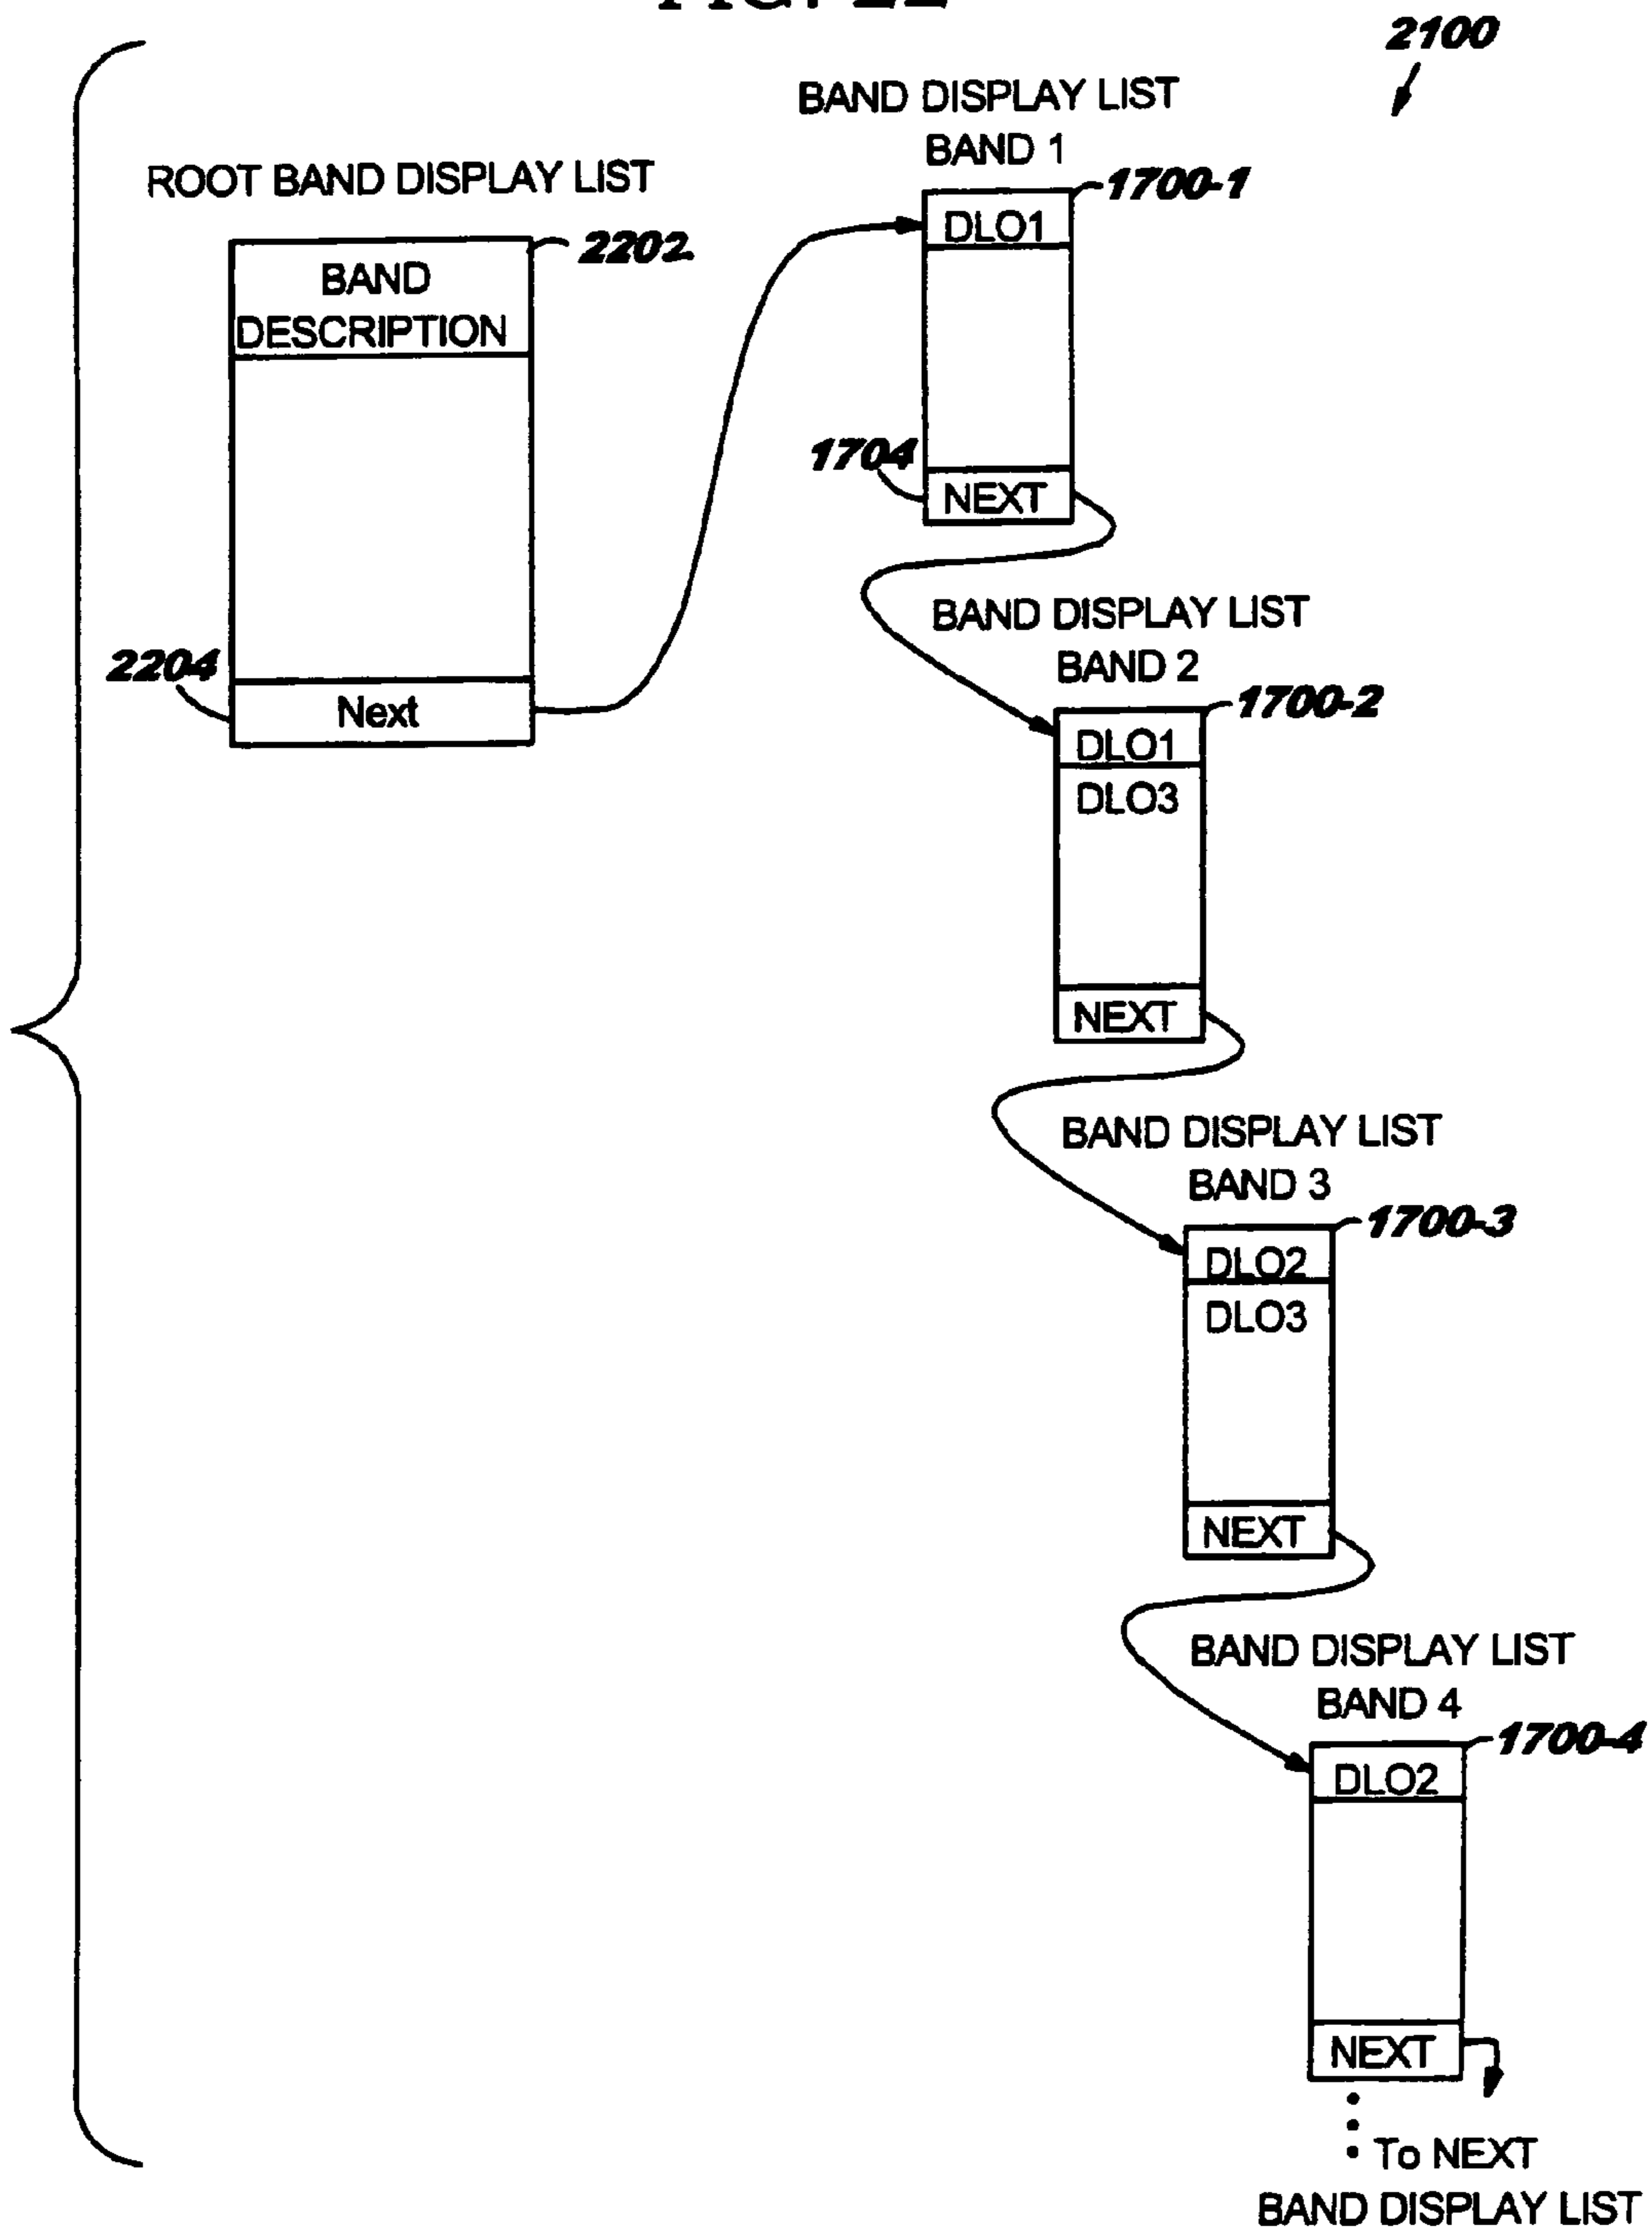 FIG. 22
2100
BAND DISPLAY LIST
BAND 1
1700-1
DLO1
ROOT BAND DISPLAY LIST
2202
BAND
DESCRIPTION
1704
NEXT
BAND DISPLAY LIST
BAND 2
2204
Next
1700-2
DLO1
DLO3
NEXT
BAND DISPLAY LIST
BAND 3
1700-3
DLO2
DLO3
NEXT
BAND DISPLAY LIST
BAND 4
1700-4
DLO2
NEXT
To NEXT
BAND DISPLAY LIST